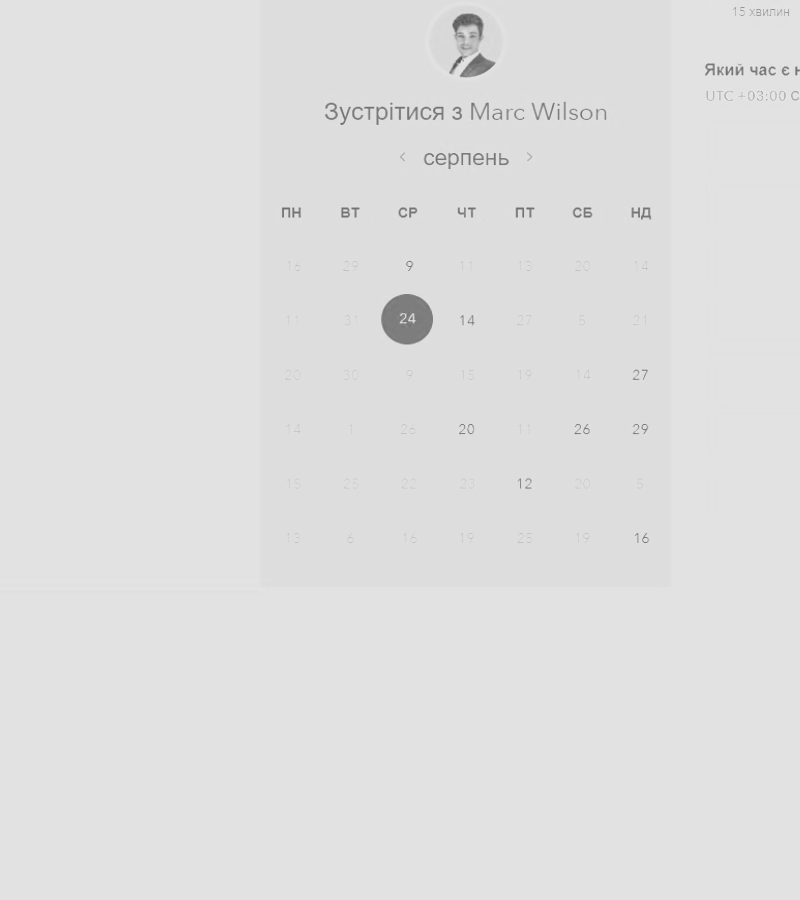 15 хвилин
Який час є
UTC +03:00
Зустрітися з Marc Wilson
‹ серпень ›
ПН ВТ СР ЧТ ПТ СБ НД
16 29 9 11 13 20 14
11 31 24 14 27 5 21
20 30 9 15 19 14 27
14 1 26 20 11 26 29
15 25 22 23 12 20 5
13 6 16 19 25 19 16